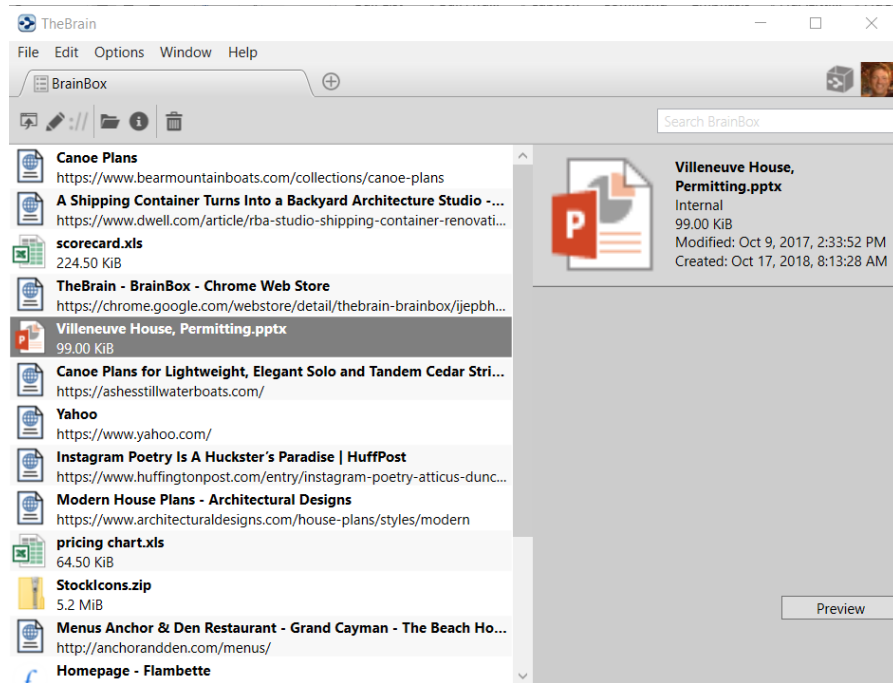 TheBrain
File Edit Options Window Help
BrainBox
Search BrainBox
Canoe Plans
https://www.bearmountainboats.com/collections/canoe-plans
A Shipping Container Turns Into a Backyard Architecture Studio -...
https://www.dwell.com/article/rba-studio-shipping-container-renovati...
scorecard.xls
224.50 KiB
TheBrain - BrainBox - Chrome Web Store
https://chrome.google.com/webstore/detail/thebrain-brainbox/ijepbh...
Villeneuve House, Permitting.pptx
99.00 KiB
Canoe Plans for Lightweight, Elegant Solo and Tandem Cedar Stri...
https://ashesstillwaterboats.com/
Yahoo
https://www.yahoo.com/
Instagram Poetry Is A Huckster's Paradise | HuffPost
https://www.huffingtonpost.com/entry/instagram-poetry-atticus-dunc...
Modern House Plans - Architectural Designs
https://www.architecturaldesigns.com/house-plans/styles/modern
pricing chart.xls
64.50 KiB
StockIcons.zip
5.2 MiB
Menus Anchor & Den Restaurant - Grand Cayman - The Beach Ho...
http://anchorandden.com/menus/
Homepage - Flambette
P
Villeneuve House,
Permitting.pptx
Internal
99.00 KiB
Modified: Oct 9, 2017, 2:33:52 PM
Created: Oct 17, 2018, 8:13:28 AM
Preview